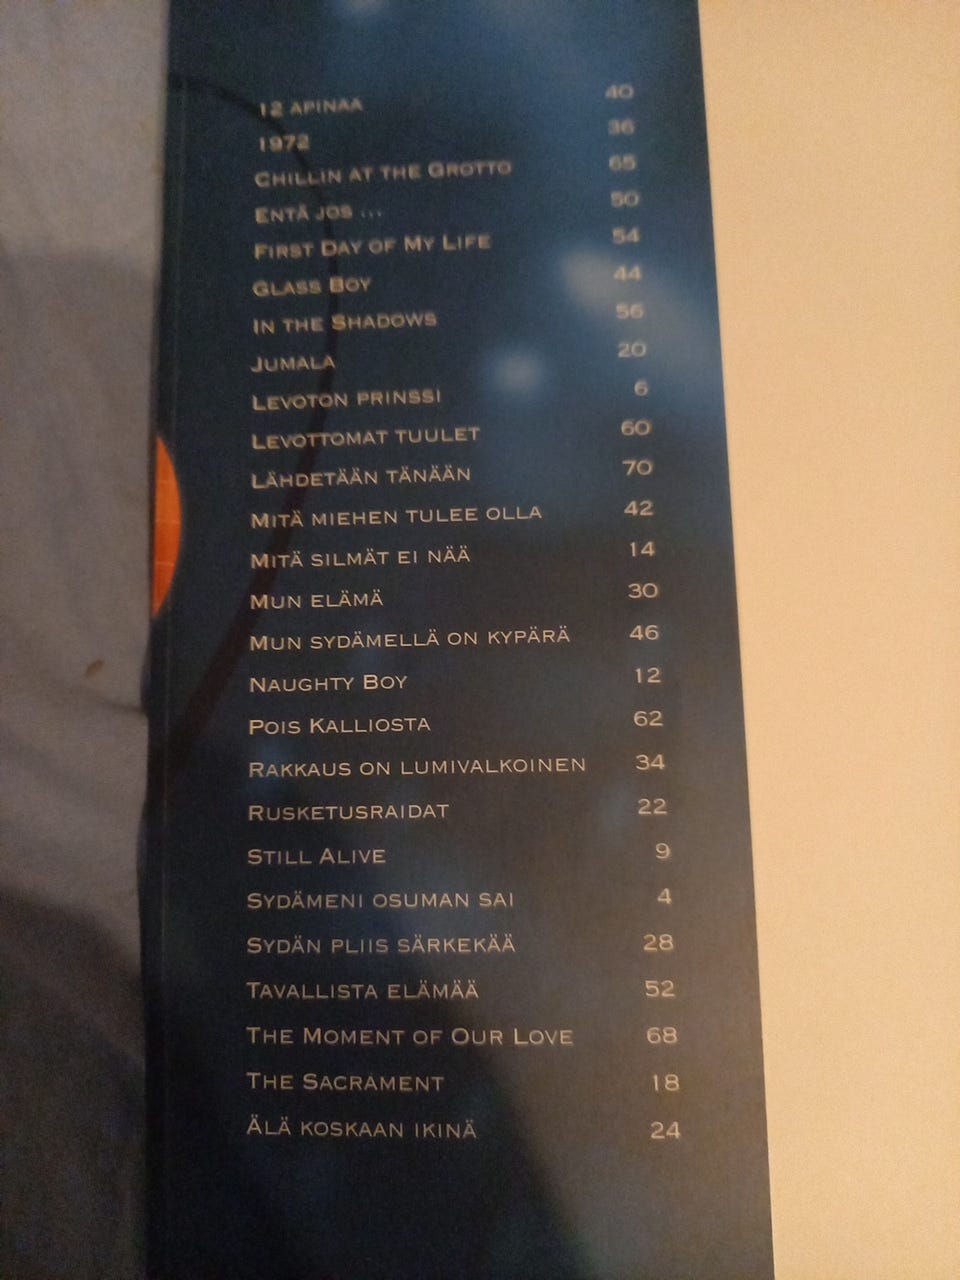 12 apinaa 40
1972 36
Chillin at the Grotto 65
Entä jos ... 50
First Day of My Life 54
Glass Boy 44
In the Shadows 56
Jumala 20
Levoton prinssi 6
Levottomat tuulet 60
Lähdetään tänään 70
Mitä miehen tulee olla 42
Mitä silmät ei nää 14
Mun elämä 30
Mun sydämellä on kypärä 46
Naughty Boy 12
Pois Kalliosta 62
Rakkaus on lumivalkoinen 34
Rusketusraidat 22
Still Alive 9
Sydämeni osuman sai 4
Sydän pliis särkekää 28
Tavallista elämää 52
The Moment of Our Love 68
The Sacrament 18
Älä koskaan ikinä 24